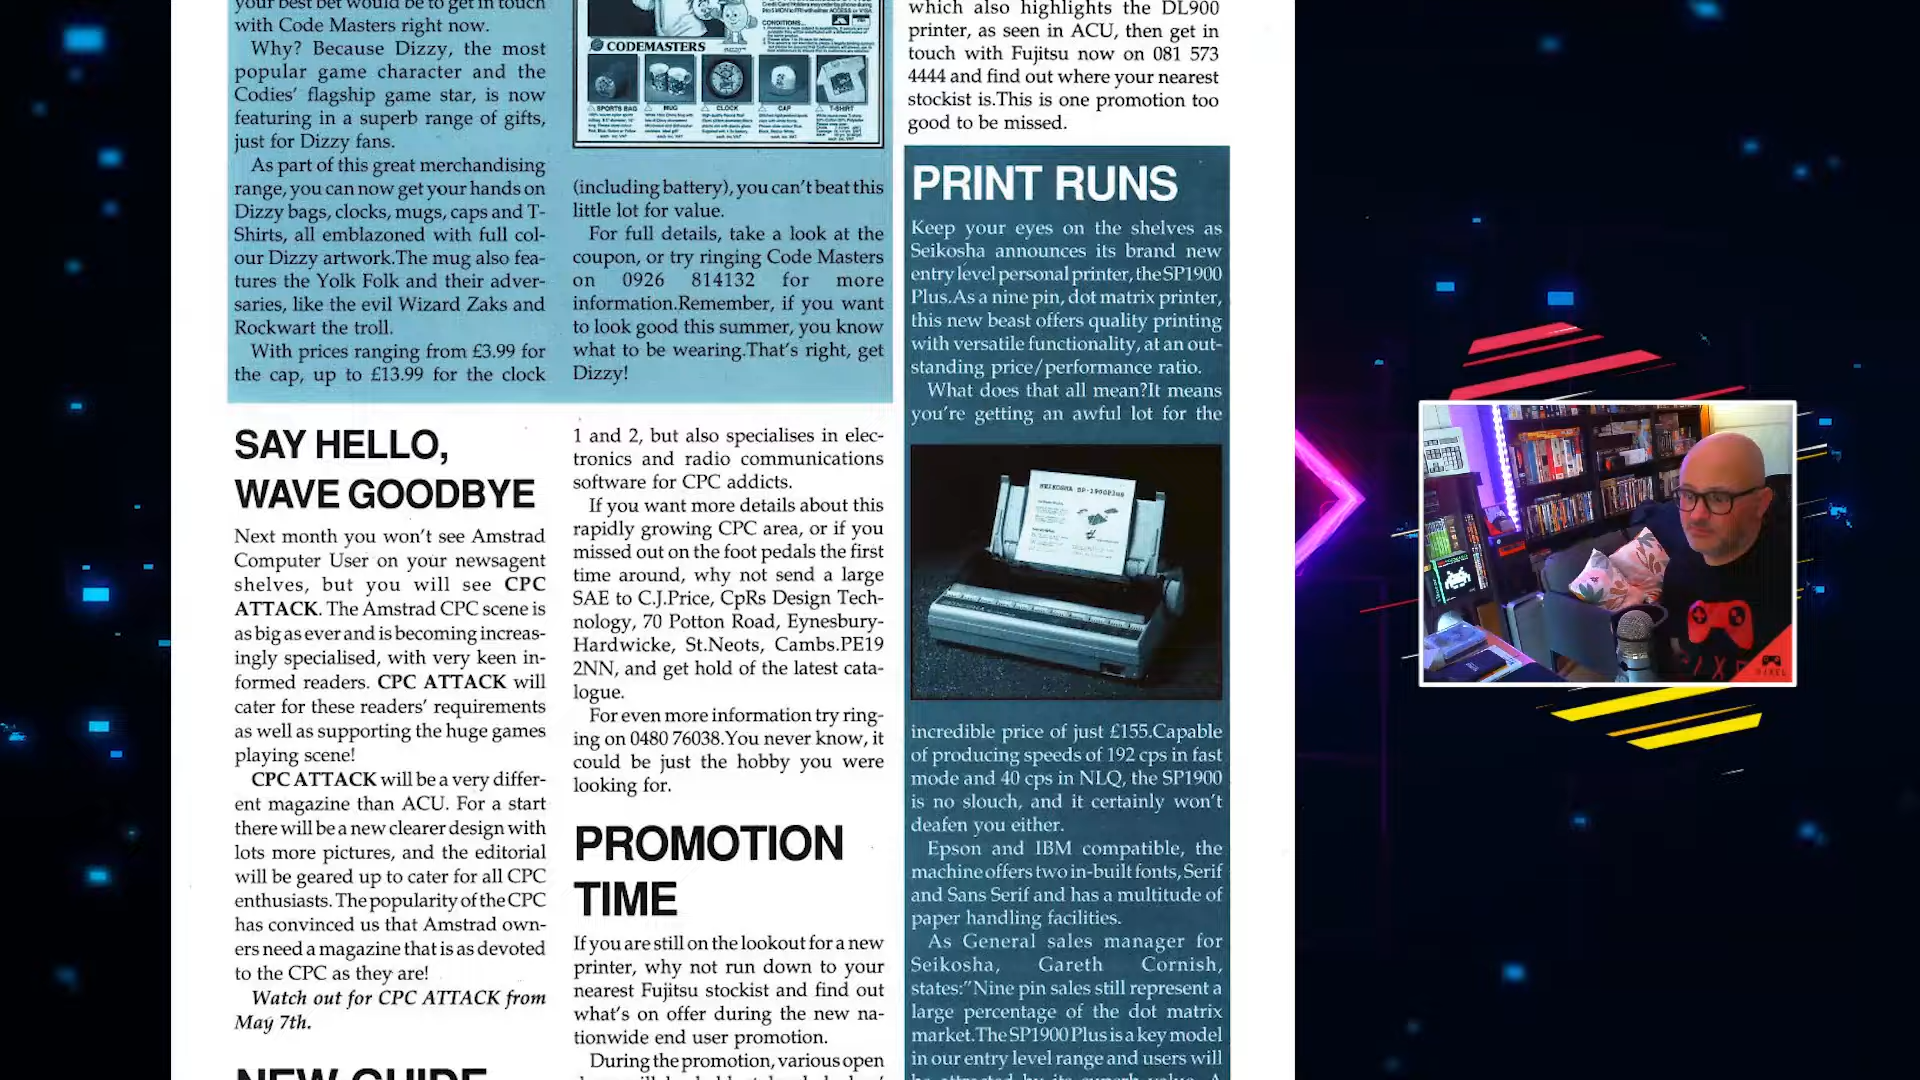 your best bet would be to get in touch
with Code Masters right now.
Why? Because Dizzy, the most
popular game character and the
Codies' flagship game star, is now
featuring in a superb range of gifts,
just for Dizzy fans.
As part of this great merchandising
range, you can now get your hands on
Dizzy bags, clocks, mugs, caps and T-
Shirts, all emblazoned with full col-
our Dizzy artwork.The mug also fea-
tures the Yolk Folk and their adver-
saries, like the evil Wizard Zaks and
Rockwart the troll.
With prices ranging from £3.99 for
the cap, up to £13.99 for the clock
CONDITIONS
CODEMASTERS
SPORTS BAG
MUG
CLOCK
CAP
T-SHIRT
(including battery), you can't beat this
little lot for value.
For full details, take a look at the
coupon, or try ringing Code Masters
on 0926 814132 for more
information.Remember, if you want
to look good this summer, you know
what to be wearing.That's right, get
Dizzy!
SAY HELLO,
WAVE GOODBYE
Next month you won't see Amstrad
Computer User on your newsagent
shelves, but you will see CPC
ATTACK. The Amstrad CPC scene is
as big as ever and is becoming increas-
ingly specialised, with very keen in-
formed readers. CPC ATTACK will
cater for these readers' requirements
as well as supporting the huge games
playing scene!
CPC ATTACK will be a very differ-
ent magazine than ACU. For a start
there will be a new clearer design with
lots more pictures, and the editorial
will be geared up to cater for all CPC
enthusiasts. The popularity of the CPC
has convinced us that Amstrad own-
ers need a magazine that is as devoted
to the CPC as they are!
Watch out for CPC ATTACK from
May 7th.
NEW GUIDE
1 and 2, but also specialises in elec-
tronics and radio communications
software for CPC addicts.
If you want more details about this
rapidly growing CPC area, or if you
missed out on the foot pedals the first
time around, why not send a large
SAE to C.J.Price, CpRs Design Tech-
nology, 70 Potton Road, Eynesbury-
Hardwicke, St.Neots, Cambs.PE19
2NN, and get hold of the latest cata-
logue.
For even more information try ring-
ing on 0480 76038.You never know, it
could be just the hobby you were
looking for.
PROMOTION
TIME
If you are still on the lookout for a new
printer, why not run down to your
nearest Fujitsu stockist and find out
what's on offer during the new na-
tionwide end user promotion.
During the promotion, various open
which also highlights the DL900
printer, as seen in ACU, then get in
touch with Fujitsu now on 081 573
4444 and find out where your nearest
stockist is.This is one promotion too
good to be missed.
PRINT RUNS
Keep your eyes on the shelves as
Seikosha announces its brand new
entry level personal printer, the SP1900
Plus.As a nine pin, dot matrix printer,
this new beast offers quality printing
with versatile functionality, at an out-
standing price/performance ratio.
What does that all mean?It means
you're getting an awful lot for the
SEIKOSHA SP-1900Plus
incredible price of just £155.Capable
of producing speeds of 192 cps in fast
mode and 40 cps in NLQ, the SP1900
is no slouch, and it certainly won't
deafen you either.
Epson and IBM compatible, the
machine offers two in-built fonts, Serif
and Sans Serif and has a multitude of
paper handling facilities.
As General sales manager for
Seikosha, Gareth Cornish,
states:"Nine pin sales still represent a
large percentage of the dot matrix
market.The SP1900 Plus is a key model
in our entry level range and users will